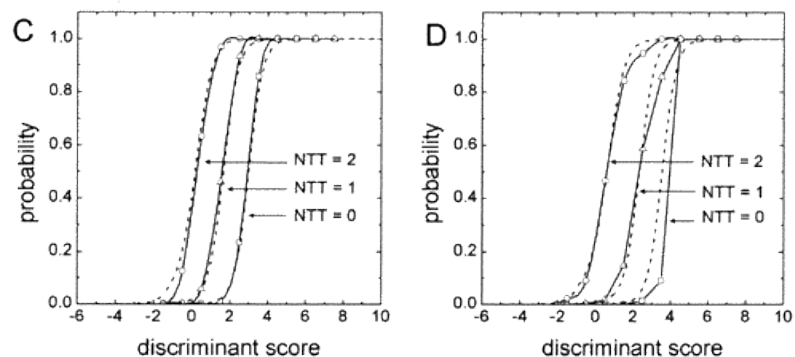 C
1.0
0.8
0.6
0.4
0.2
0.0
probability
NTT = 2
NTT = 1
NTT = 0
-6 -4 -2 0 2 4 6 8 10
discriminant score
D
1.0
0.8
0.6
0.4
0.2
0.0
probability
NTT = 2
NTT = 1
NTT = 0
-6 -4 -2 0 2 4 6 8 10
discriminant score